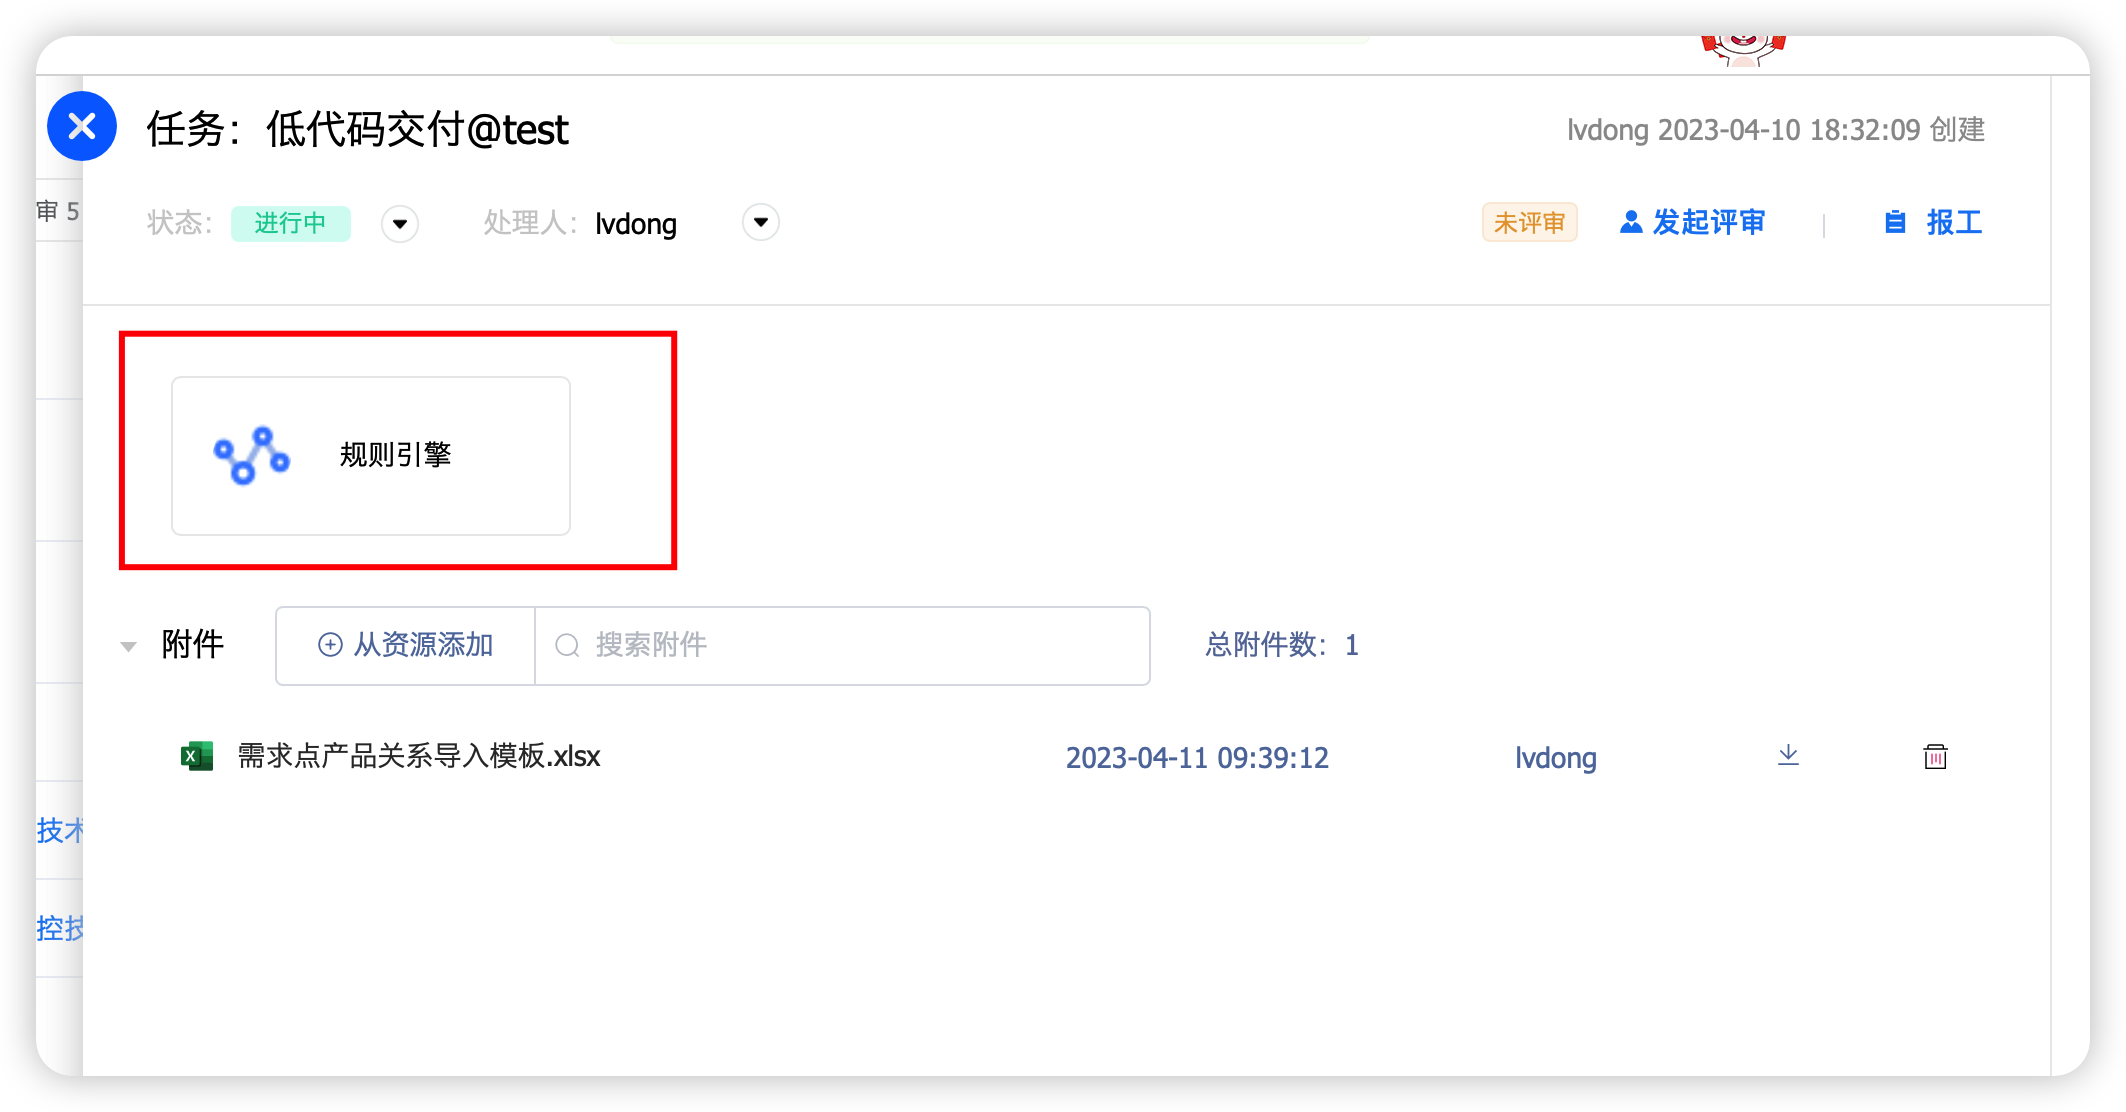 任务：低代码交付@test
lvdong 2023-04-10 18:32:09 创建
审 5
状态：
进行中
处理人：
lvdong
未评审
发起评审
报工
规则引擎
附件
从资源添加
搜索附件
总附件数：1
需求点产品关系导入模板.xlsx
2023-04-11 09:39:12
lvdong
技术
控技